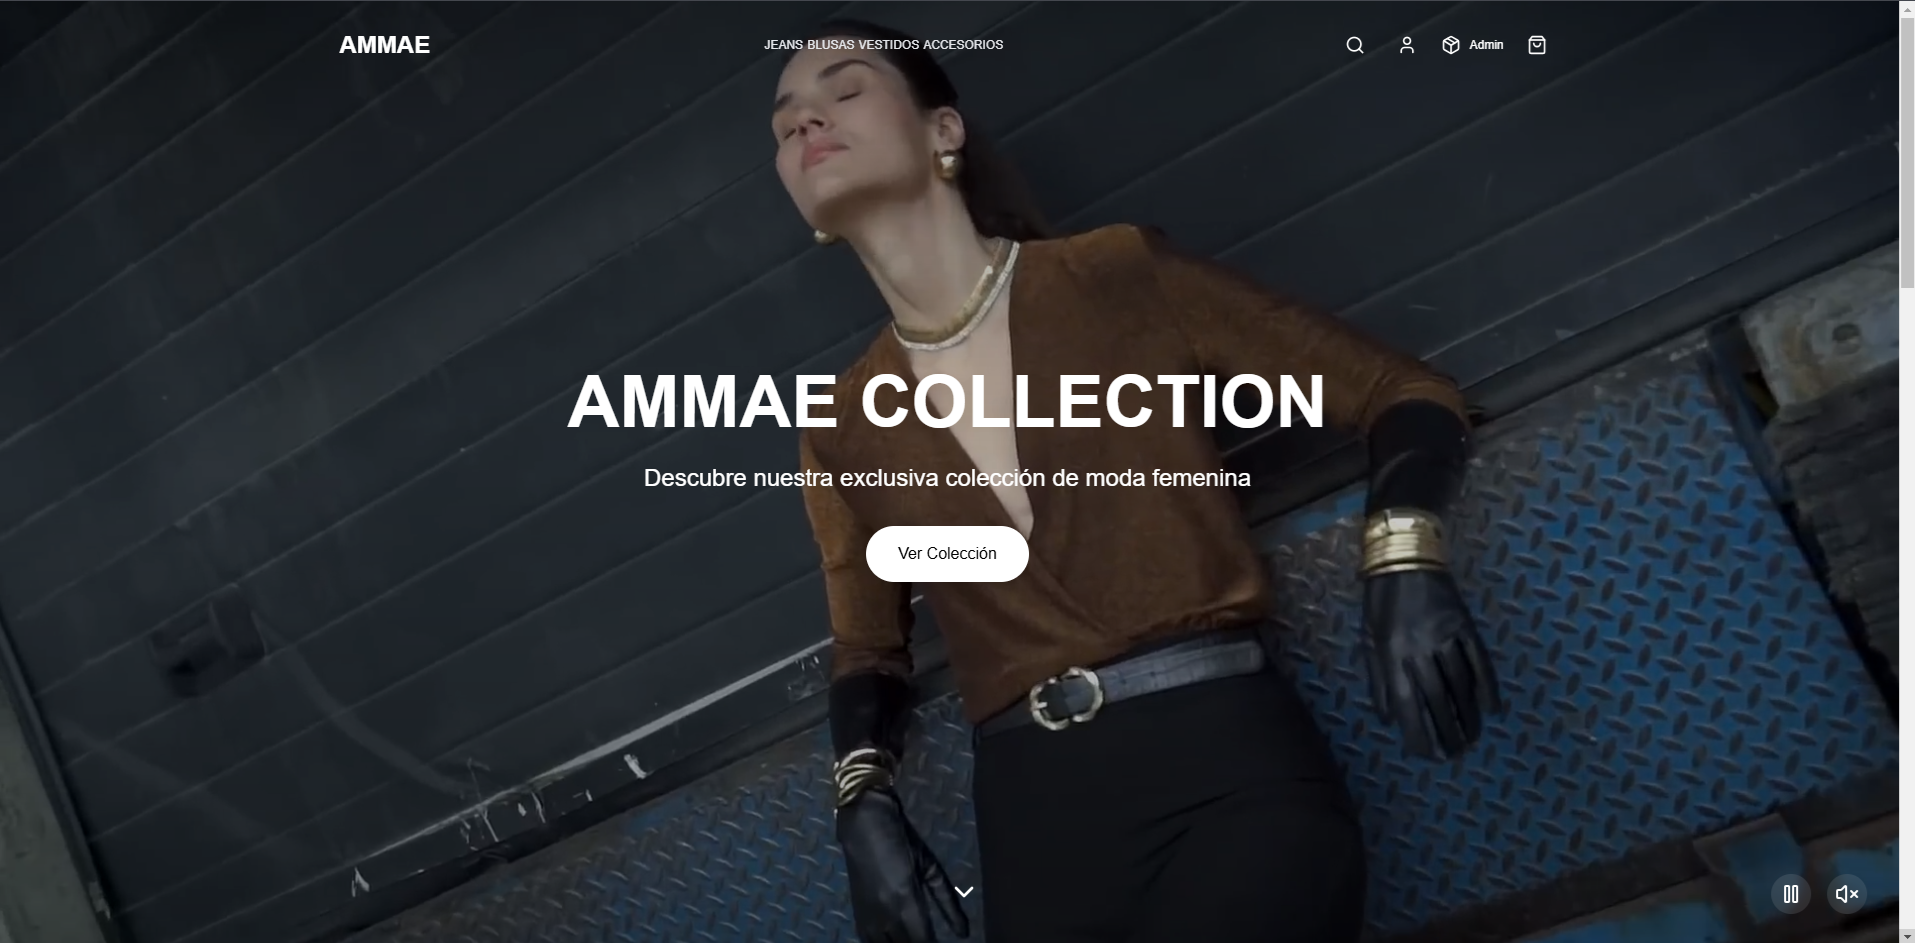 AMMAE
JEANS BLUSAS VESTIDOS ACCESORIOS
Admin
AMMAE COLLECTION
Descubre nuestra exclusiva colección de moda femenina
Ver Colección